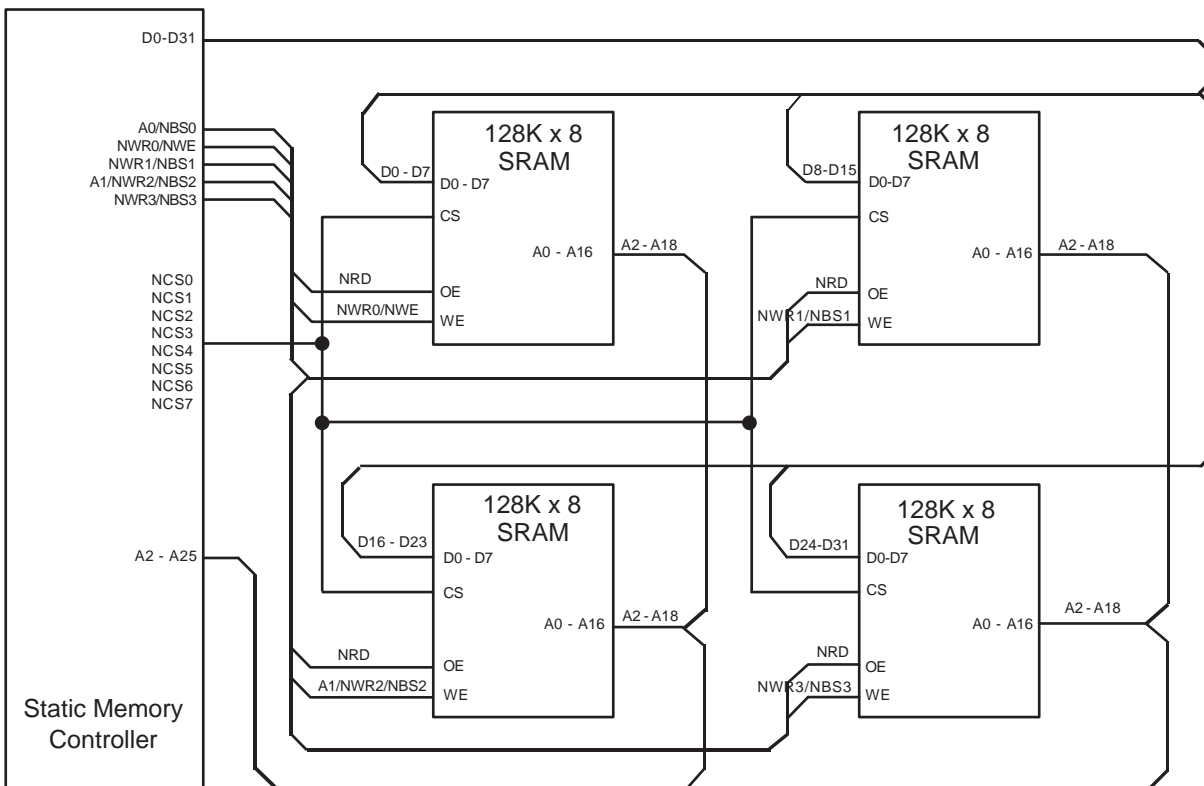 D0-D31
A0/NBS0
NWR0/NWE
NWR1/NBS1
A1/NWR2/NBS2
NWR3/NBS3
NCS0
NCS1
NCS2
NCS3
NCS4
NCS5
NCS6
NCS7
A2 - A25
Static Memory
Controller
128K x 8
SRAM
D0 - D7
D0 - D7
CS
A0 - A16
A2 - A18
NRD
OE
NWR0/NWE
WE
128K x 8
SRAM
D8-D15
D0-D7
CS
A0 - A16
A2 - A18
NRD
OE
NWR1/NBS1
WE
128K x 8
SRAM
D16 - D23
D0 - D7
CS
A0 - A16
A2 - A18
NRD
OE
A1/NWR2/NBS2
WE
128K x 8
SRAM
D24-D31
D0-D7
CS
A0 - A16
A2 - A18
NRD
OE
NWR3/NBS3
WE